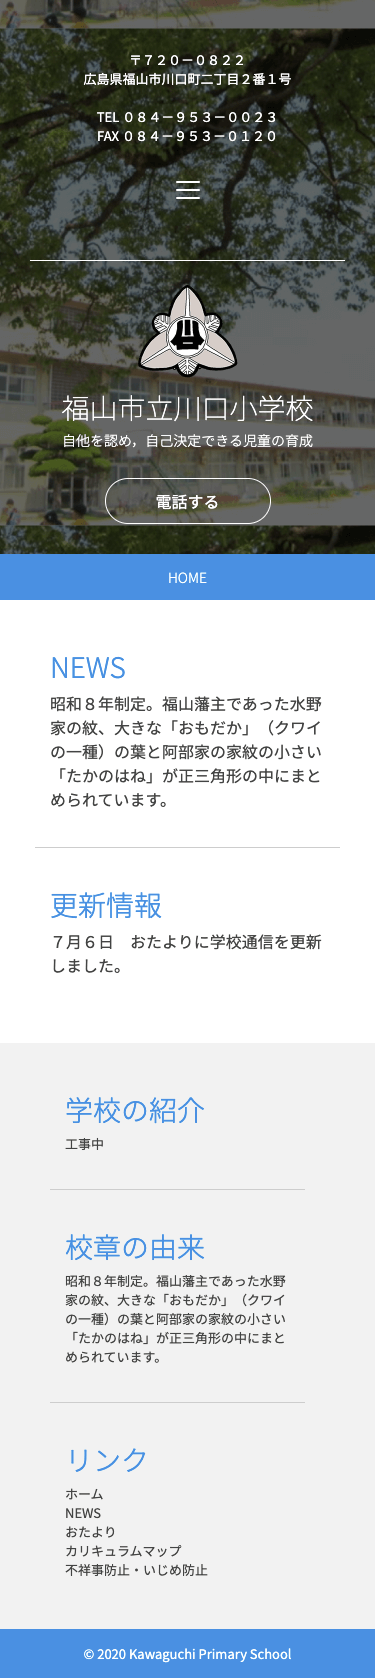 〒７２０－０８２２
広島県福山市川口町二丁目２番１号
TEL ０８４－９５３－００２３
FAX ０８４－９５３－０１２０
福山市立川口小学校
自他を認め，自己決定できる児童の育成
電話する
HOME
NEWS
昭和８年制定。福山藩主であった水野
家の紋、大きな「おもだか」（クワイ
の一種）の葉と阿部家の家紋の小さい
「たかのはね」が正三角形の中にまと
められています。
更新情報
７月６日　おたよりに学校通信を更新
しました。
学校の紹介
工事中
校章の由来
昭和８年制定。福山藩主であった水野
家の紋、大きな「おもだか」（クワイ
の一種）の葉と阿部家の家紋の小さい
「たかのはね」が正三角形の中にまと
められています。
リンク
ホーム
NEWS
おたより
カリキュラムマップ
不祥事防止・いじめ防止
© 2020 Kawaguchi Primary School